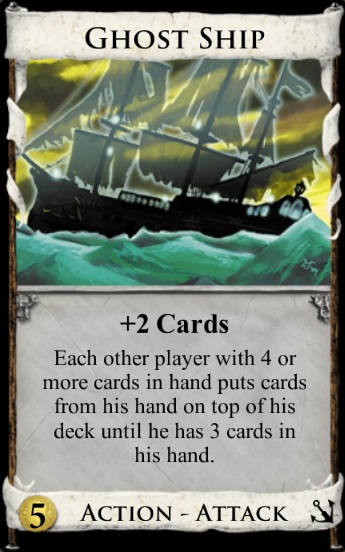 Ghost Ship
+2 Cards
Each other player with 4 or
more cards in hand puts cards
from his hand on top of his
deck until he has 3 cards in
his hand.
5 Action - Attack